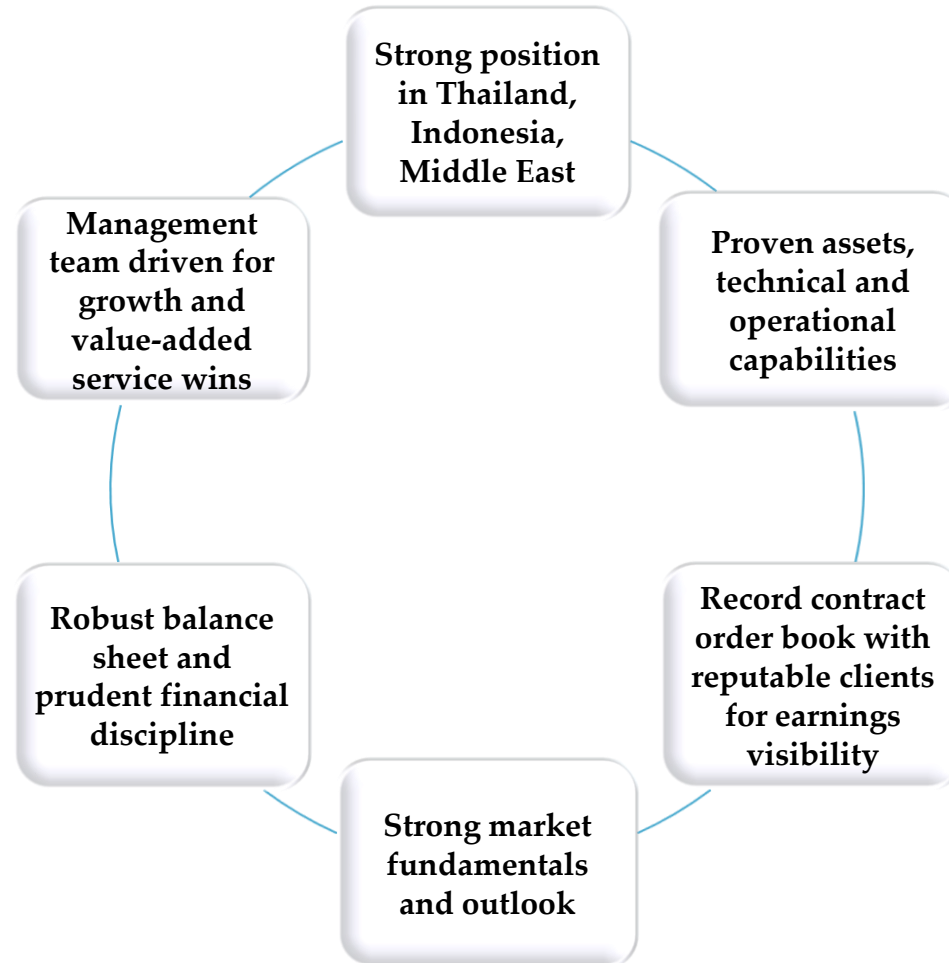 Strong position
in Thailand,
Indonesia,
Middle East
Proven assets,
technical and
operational
capabilities
Record contract
order book with
reputable clients
for earnings
visibility
Strong market
fundamentals
and outlook
Robust balance
sheet and
prudent financial
discipline
Management
team driven for
growth and
value-added
service wins